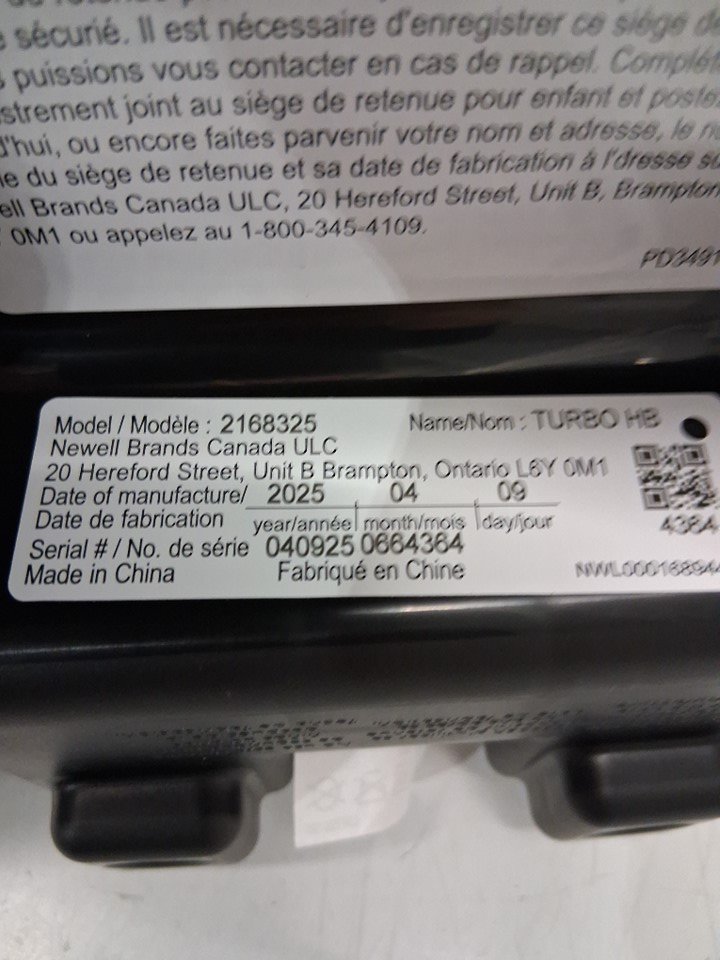 sécurié. Il est nécessaire d'enregistrer ce siège
puissions vous contacter en cas de rappel.
strement joint au siège de retenue pour enfant et
d'hui, ou encore faites parvenir votre nom et adresse, le
du siège de retenue et sa date de fabrication à l'dresse
ell Brands Canada ULC, 20 Hereford Street, Unit B, Brampton
0M1 ou appelez au 1-800-345-4109.
PD3491
Model / Modèle : 2168325 Name/Nom : TURBO HB
Newell Brands Canada ULC
20 Hereford Street, Unit B Brampton, Ontario L6Y 0M1
Date of manufacture/ 2025 04 09
Date de fabrication year/année month/mois day/jour
4364
Serial # / No. de série 040925 0664364
Made in China Fabriqué en Chine
NWL000168944